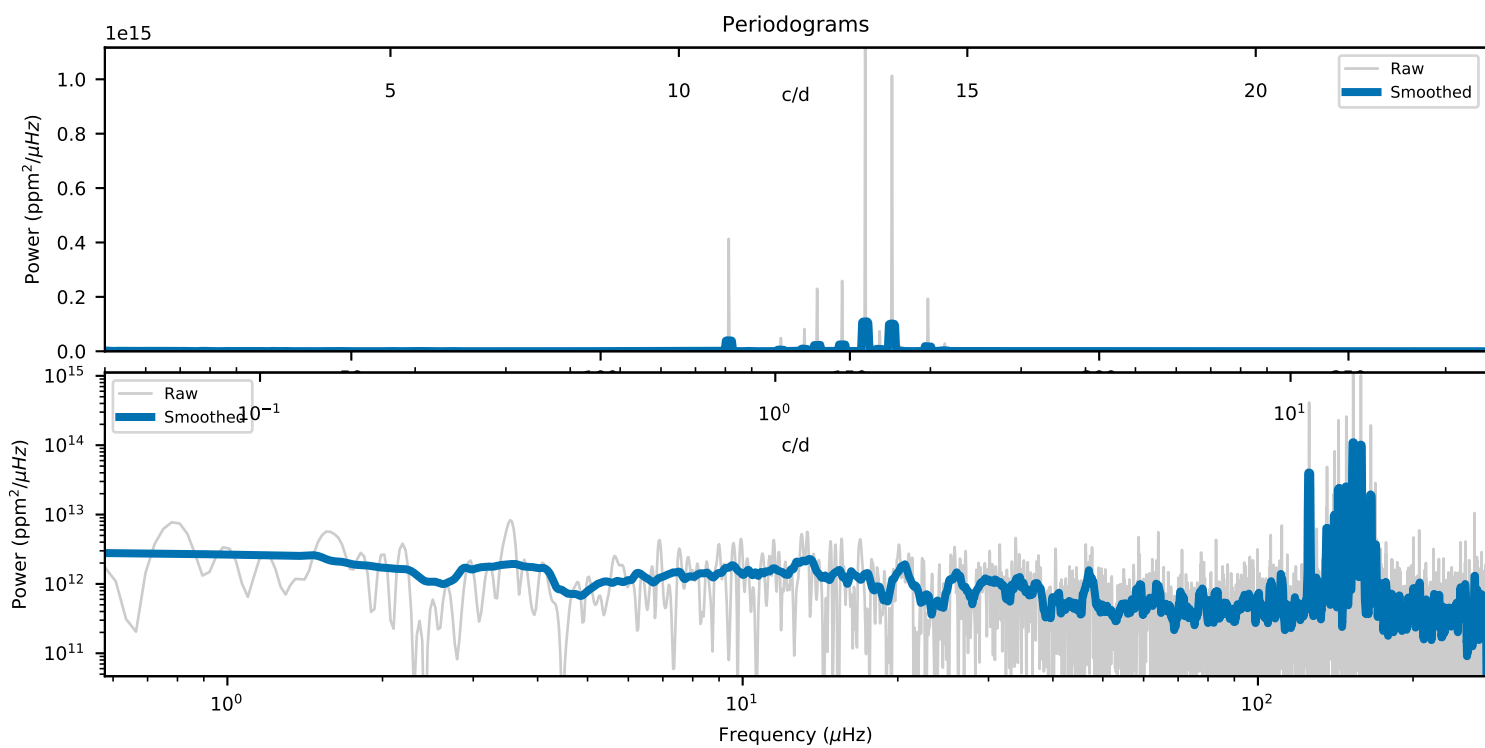 Periodograms
1e15
5 10 15 20
c/d
Raw
Smoothed
1.0
0.8
0.6
0.4
0.2
0.0
Power (ppm²/μHz)
Raw
Smoothed
10⁻¹ 10⁰ 10¹
c/d
10¹⁵
10¹⁴
10¹³
10¹²
10¹¹
Power (ppm²/μHz)
10⁰ 10¹ 10²
Frequency (μHz)